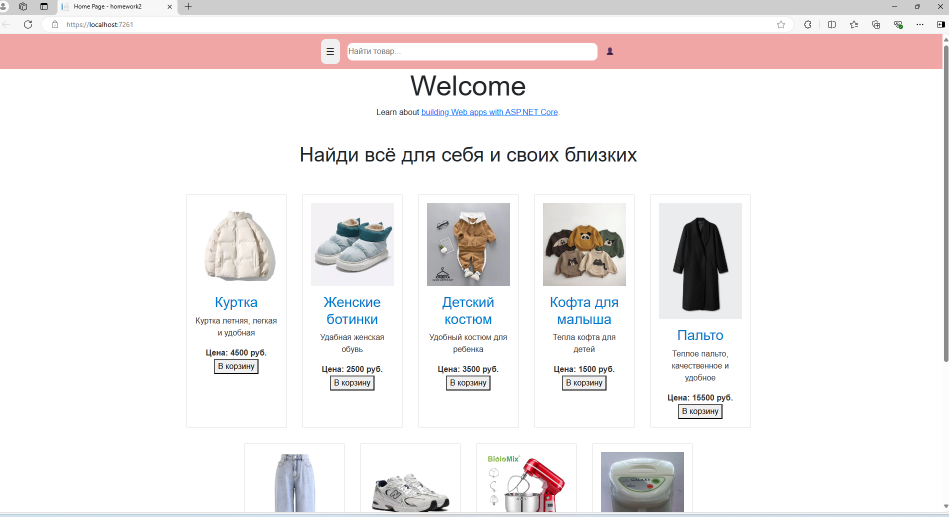 Home Page - homework2
https://localhost:7261
Найти товар...
Welcome
Learn about building Web apps with ASP.NET Core.
Найди всё для себя и своих близких
Куртка
Куртка летняя, легкая
и удобная
Цена: 4500 руб.
В корзину
Женские
ботинки
Удабная женская
обувь
Цена: 2500 руб.
В корзину
Детский
костюм
Удобный костюм для
ребенка
Цена: 3500 руб.
В корзину
Кофта для
малыша
Тепла кофта для
детей
Цена: 1500 руб.
В корзину
Пальто
Теплое пальто,
качественное и
удобное
Цена: 15500 руб.
В корзину
BioloMix
GALAXY